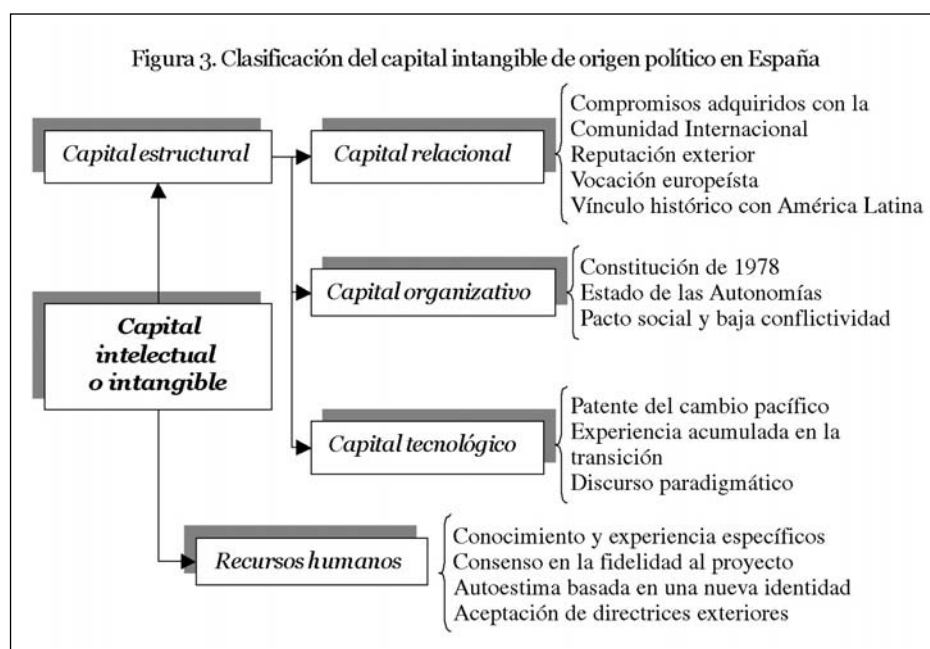 Figura 3. Clasificación del capital intangible de origen político en España
Capital estructural
Capital relacional
Compromisos adquiridos con la
Comunidad Internacional
Reputación exterior
Vocación europeísta
Vínculo histórico con América Latina
Capital organizativo
Constitución de 1978
Estado de las Autonomías
Pacto social y baja conflictividad
Capital
intelectual
o intangible
Capital tecnológico
Patente del cambio pacífico
Experiencia acumulada en la
transición
Discurso paradigmático
Recursos humanos
Conocimiento y experiencia específicos
Consenso en la fidelidad al proyecto
Autoestima basada en una nueva identidad
Aceptación de directrices exteriores